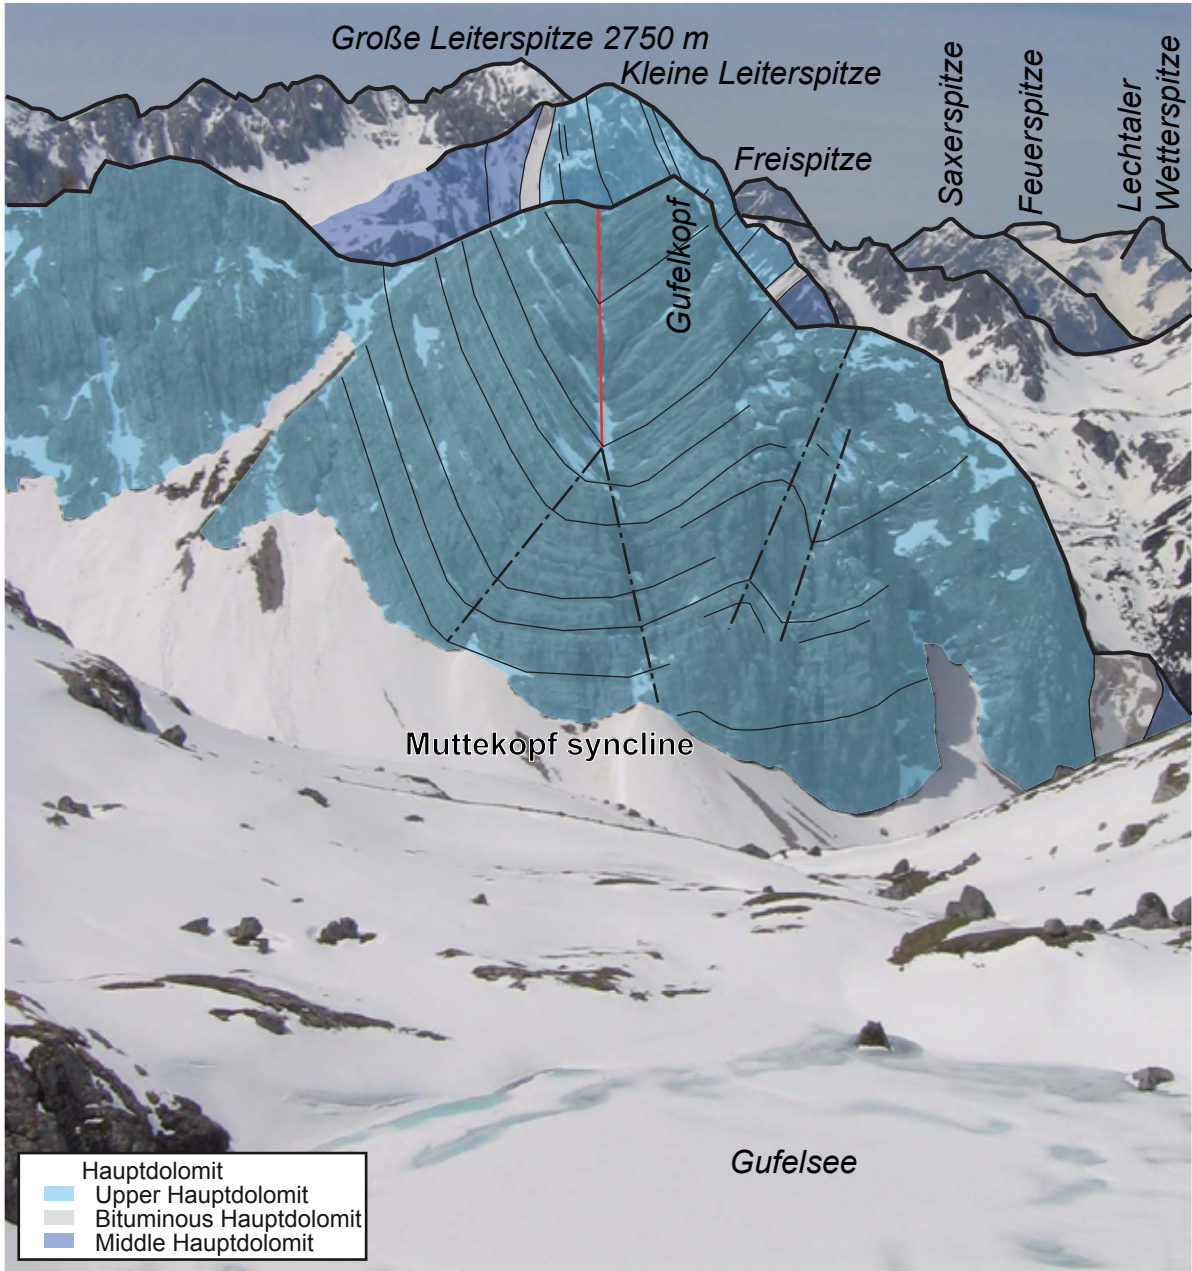 Große Leiterspitze 2750 m
Kleine Leiterspitze
Freispitze
Saxerspitze
Feuerspitze
Lechtaler
Wetterspitze
Gufelkopf
Muttekopf syncline
Gufelsee
Hauptdolomit
Upper Hauptdolomit
Bituminous Hauptdolomit
Middle Hauptdolomit